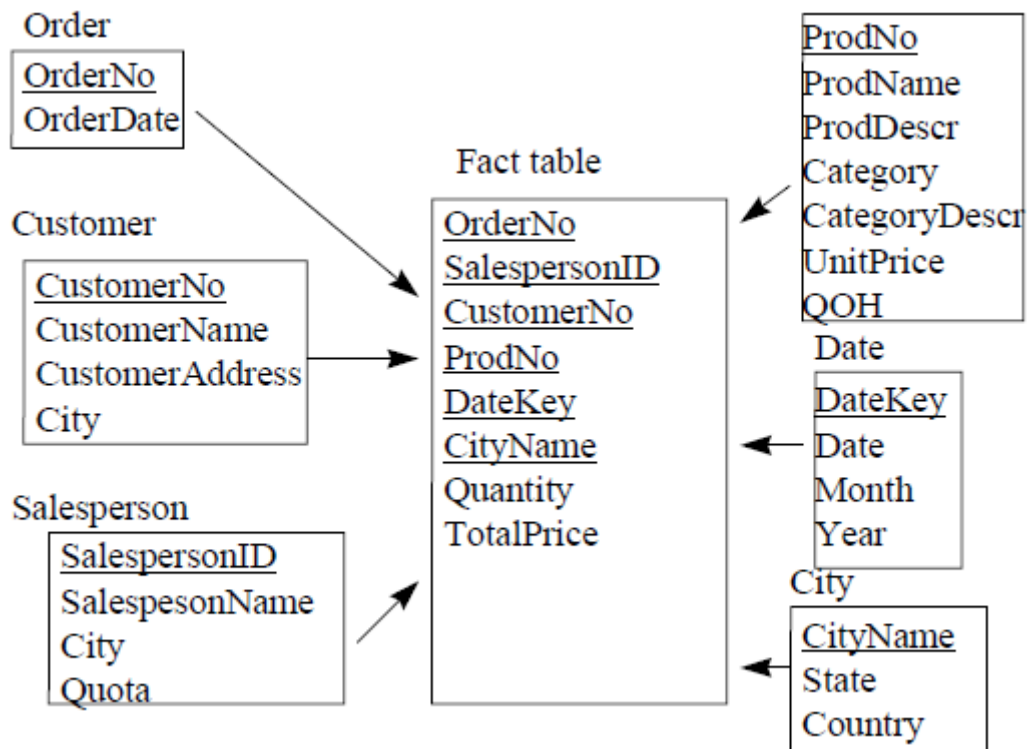 Order
OrderNo
OrderDate
Customer
CustomerNo
CustomerName
CustomerAddress
City
Salesperson
SalespersonID
SalespesonName
City
Quota
Fact table
OrderNo
SalespersonID
CustomerNo
ProdNo
DateKey
CityName
Quantity
TotalPrice
ProdNo
ProdName
ProdDescr
Category
CategoryDescr
UnitPrice
QOH
Date
DateKey
Date
Month
Year
City
CityName
State
Country